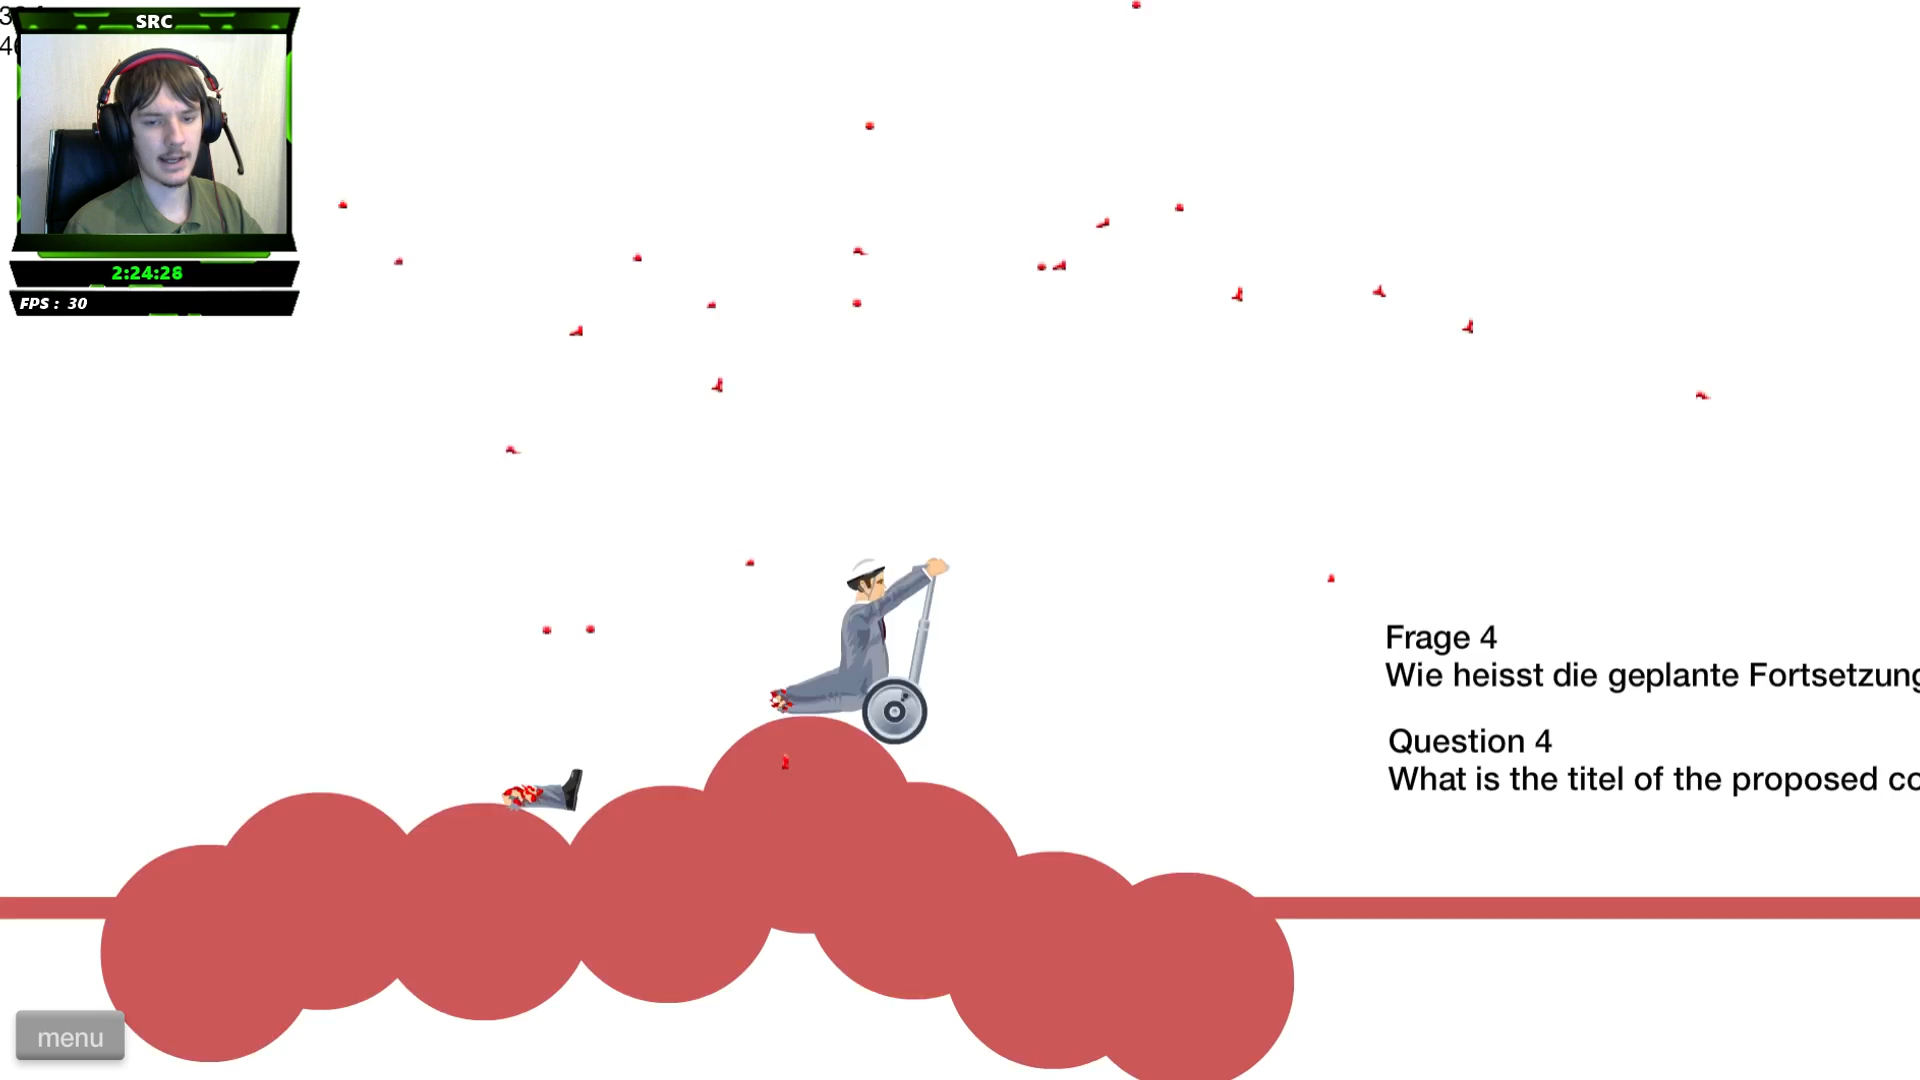 SRC
2:24:28
FPS : 30
Frage 4
Wie heisst die geplante Fortsetzung
Question 4
What is the titel of the proposed
menu